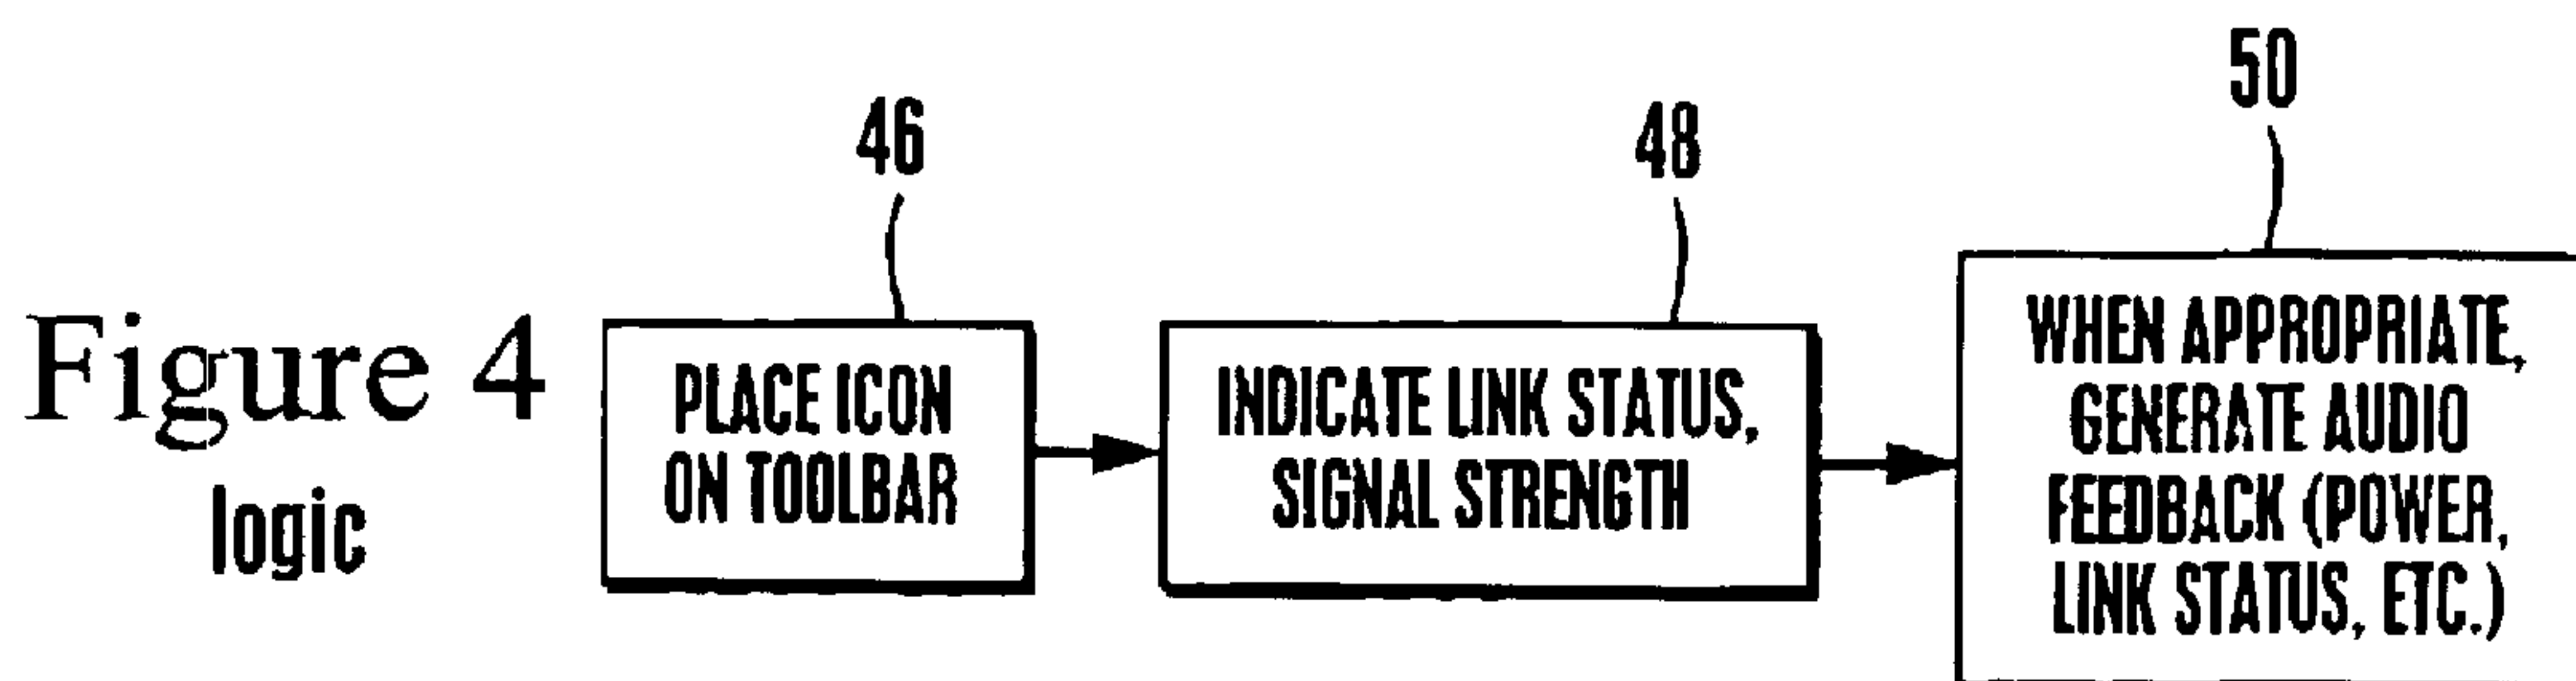 Figure 4
logic
46
PLACE ICON
ON TOOLBAR
48
INDICATE LINK STATUS,
SIGNAL STRENGTH
50
WHEN APPROPRIATE,
GENERATE AUDIO
FEEDBACK (POWER,
LINK STATUS, ETC.)